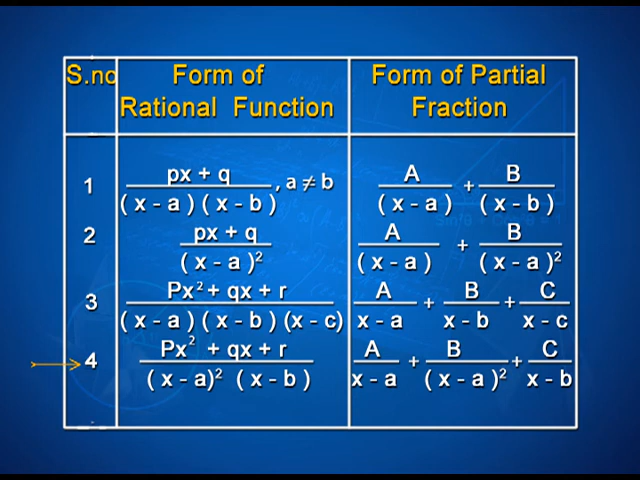 S.no Form of Rational Function Form of Partial Fraction
1 px + q / ( x - a ) ( x - b ) , a ≠ b A / ( x - a ) + B / ( x - b )
2 px + q / ( x - a )² A / ( x - a ) + B / ( x - a )²
3 Px² + qx + r / ( x - a ) ( x - b ) (x - c) A / x - a + B / x - b + C / x - c
4 Px² + qx + r / ( x - a)² ( x - b ) A / x - a + B / ( x - a )² + C / x - b